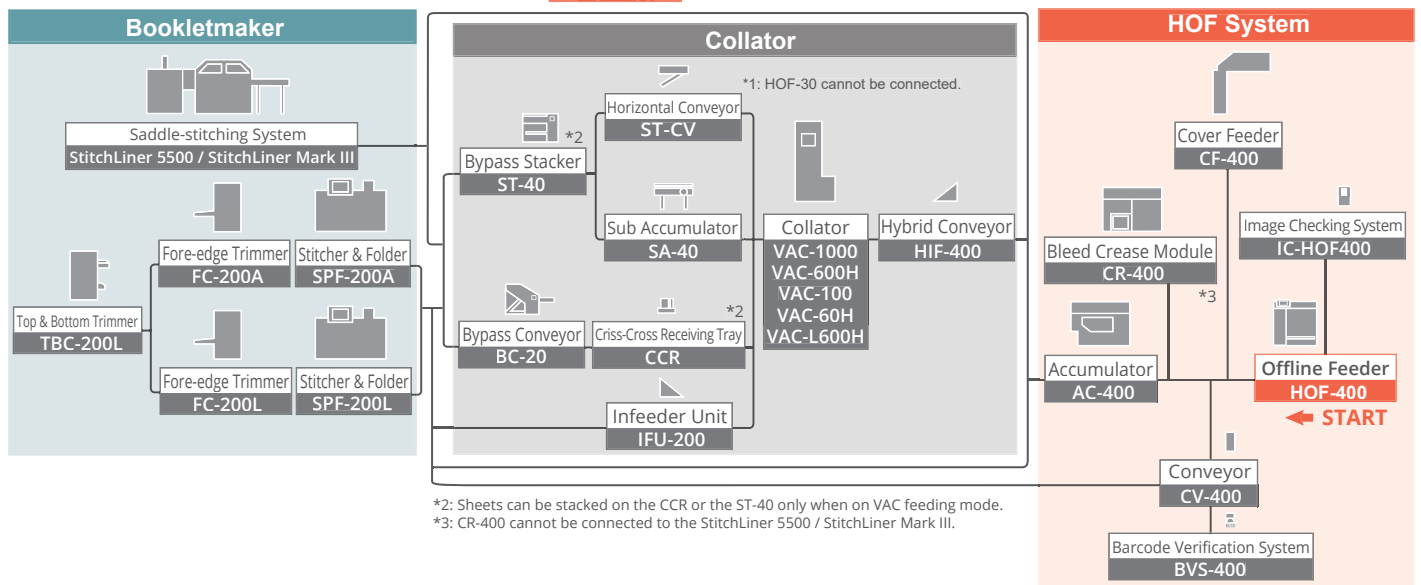 Bookletmaker
Saddle-stitching System
StitchLiner 5500 / StitchLiner Mark III
Fore-edge Trimmer
FC-200A
Stitcher & Folder
SPF-200A
Top & Bottom Trimmer
TBC-200L
Fore-edge Trimmer
FC-200L
Stitcher & Folder
SPF-200L
Collator
*1: HOF-30 cannot be connected.
Horizontal Conveyor
ST-CV
*2
Bypass Stacker
ST-40
Sub Accumulator
SA-40
Collator
VAC-1000
VAC-600H
VAC-100
VAC-60H
VAC-L600H
Hybrid Conveyor
HIF-400
*2
Bypass Conveyor
BC-20
Criss-Cross Receiving Tray
CCR
Infeeder Unit
IFU-200
*2: Sheets can be stacked on the CCR or the ST-40 only when on VAC feeding mode.
*3: CR-400 cannot be connected to the StitchLiner 5500 / StitchLiner Mark III.
HOF System
Cover Feeder
CF-400
Bleed Crease Module
CR-400
*3
Image Checking System
IC-HOF400
Accumulator
AC-400
Offline Feeder
HOF-400
START
Conveyor
CV-400
Barcode Verification System
BVS-400